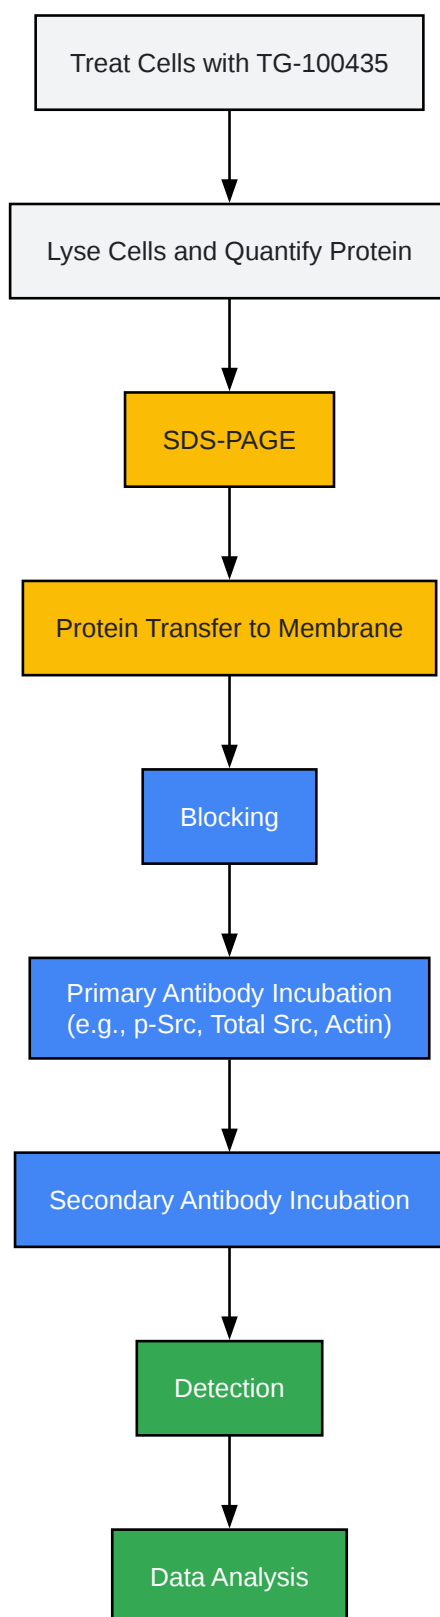 Treat Cells with TG-100435
Lyse Cells and Quantify Protein
SDS-PAGE
Protein Transfer to Membrane
Blocking
Primary Antibody Incubation
(e.g., p-Src, Total Src, Actin)
Secondary Antibody Incubation
Detection
Data Analysis